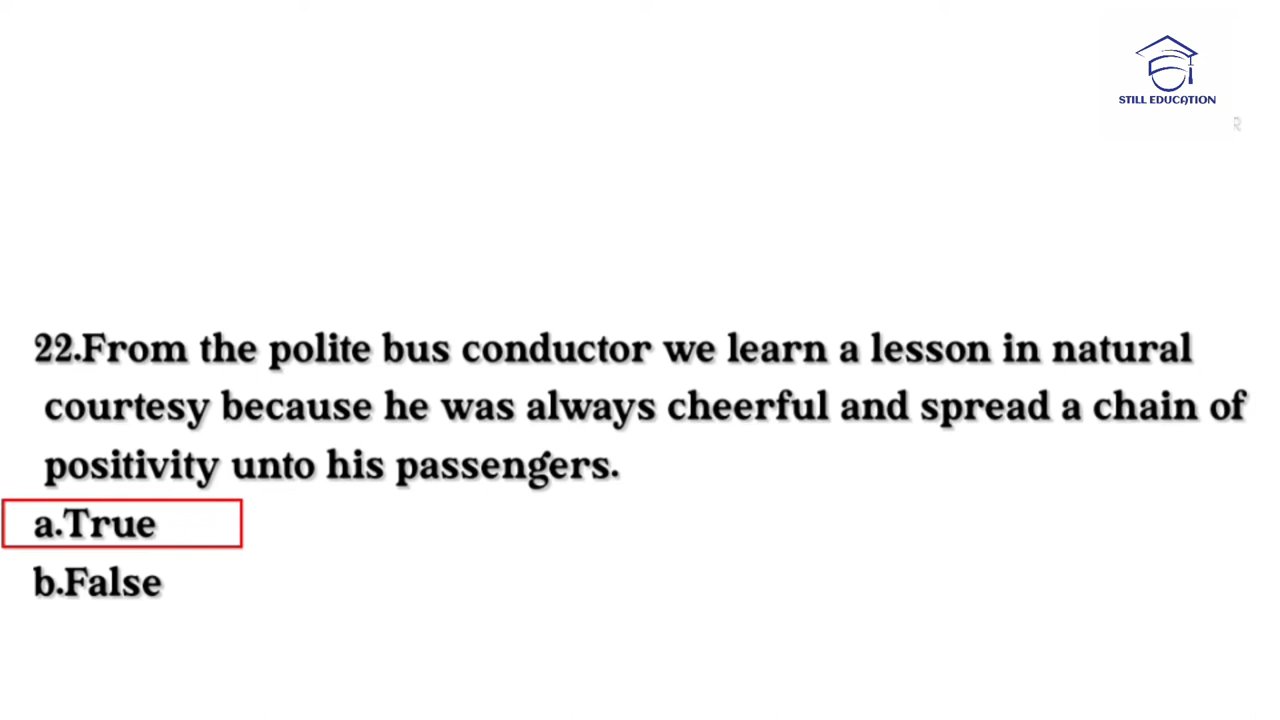 STILL EDUCATION
22.From the polite bus conductor we learn a lesson in natural
courtesy because he was always cheerful and spread a chain of
positivity unto his passengers.
a.True
b.False